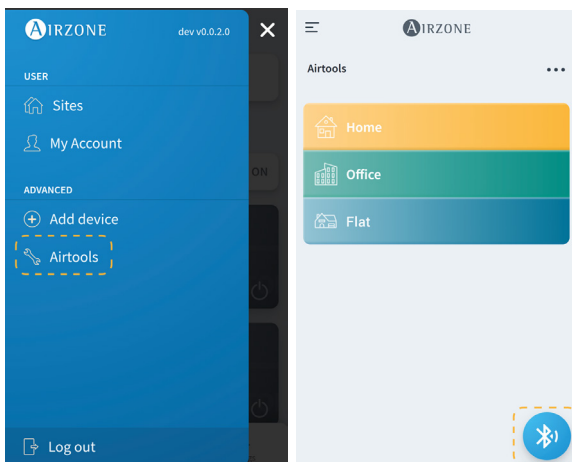 AIRZONE
dev v0.0.2.0
USER
Sites
My Account
ON
ADVANCED
Add device
Airtools
Log out
AIRZONE
Airtools
Home
Office
Flat